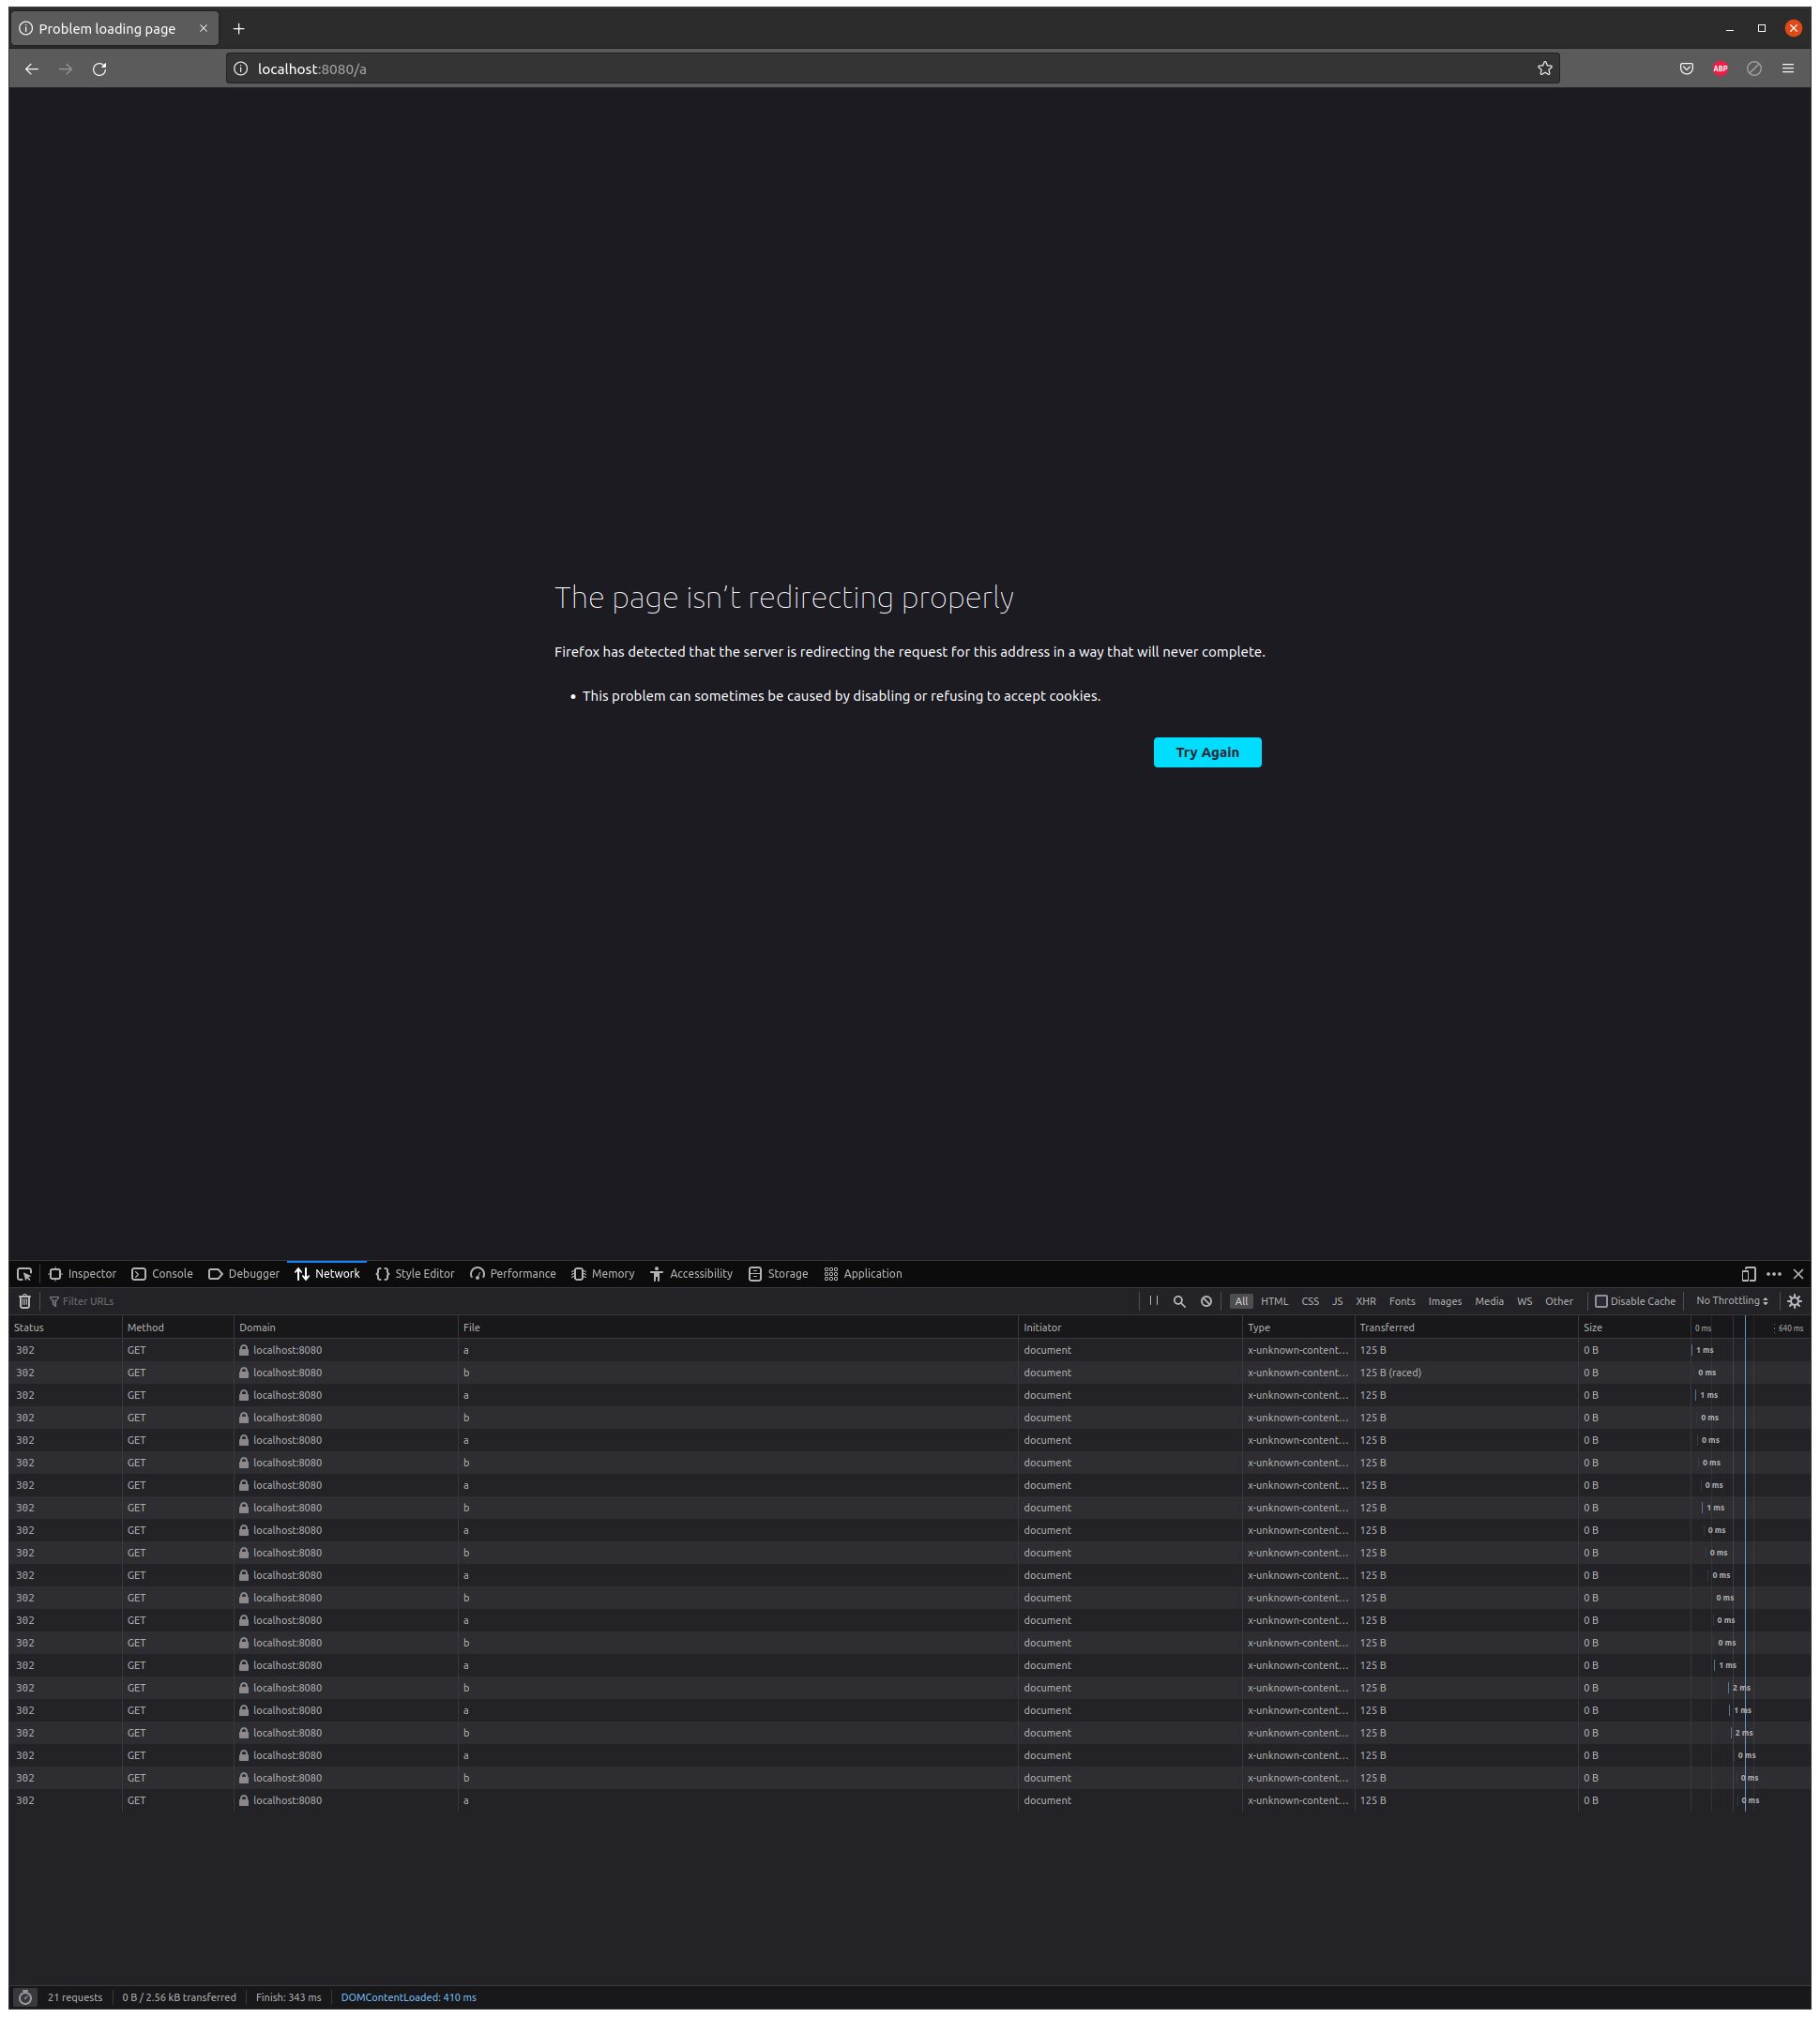 Problem loading page
localhost:8080/a
ABP
The page isn’t redirecting properly
Firefox has detected that the server is redirecting the request for this address in a way that will never complete.
• This problem can sometimes be caused by disabling or refusing to accept cookies.
Try Again
Inspector Console Debugger Network Style Editor Performance Memory Accessibility Storage Application
Filter URLs All HTML CSS JS XHR Fonts Images Media WS Other Disable Cache No Throttling
Status Method Domain File Initiator Type Transferred Size 0 ms 640 ms
302 GET localhost:8080 a document x-unknown-content... 125 B 0 B 1 ms
302 GET localhost:8080 b document x-unknown-content... 125 B (raced) 0 B 0 ms
302 GET localhost:8080 a document x-unknown-content... 125 B 0 B 1 ms
302 GET localhost:8080 b document x-unknown-content... 125 B 0 B 0 ms
302 GET localhost:8080 a document x-unknown-content... 125 B 0 B 0 ms
302 GET localhost:8080 b document x-unknown-content... 125 B 0 B 0 ms
302 GET localhost:8080 a document x-unknown-content... 125 B 0 B 0 ms
302 GET localhost:8080 b document x-unknown-content... 125 B 0 B 1 ms
302 GET localhost:8080 a document x-unknown-content... 125 B 0 B 0 ms
302 GET localhost:8080 b document x-unknown-content... 125 B 0 B 0 ms
302 GET localhost:8080 a document x-unknown-content... 125 B 0 B 0 ms
302 GET localhost:8080 b document x-unknown-content... 125 B 0 B 0 ms
302 GET localhost:8080 a document x-unknown-content... 125 B 0 B 0 ms
302 GET localhost:8080 b document x-unknown-content... 125 B 0 B 0 ms
302 GET localhost:8080 a document x-unknown-content... 125 B 0 B 1 ms
302 GET localhost:8080 b document x-unknown-content... 125 B 0 B 2 ms
302 GET localhost:8080 a document x-unknown-content... 125 B 0 B 1 ms
302 GET localhost:8080 b document x-unknown-content... 125 B 0 B 2 ms
302 GET localhost:8080 a document x-unknown-content... 125 B 0 B 0 ms
302 GET localhost:8080 b document x-unknown-content... 125 B 0 B 0 ms
302 GET localhost:8080 a document x-unknown-content... 125 B 0 B 0 ms
21 requests 0 B / 2.56 kB transferred Finish: 343 ms DOMContentLoaded: 410 ms